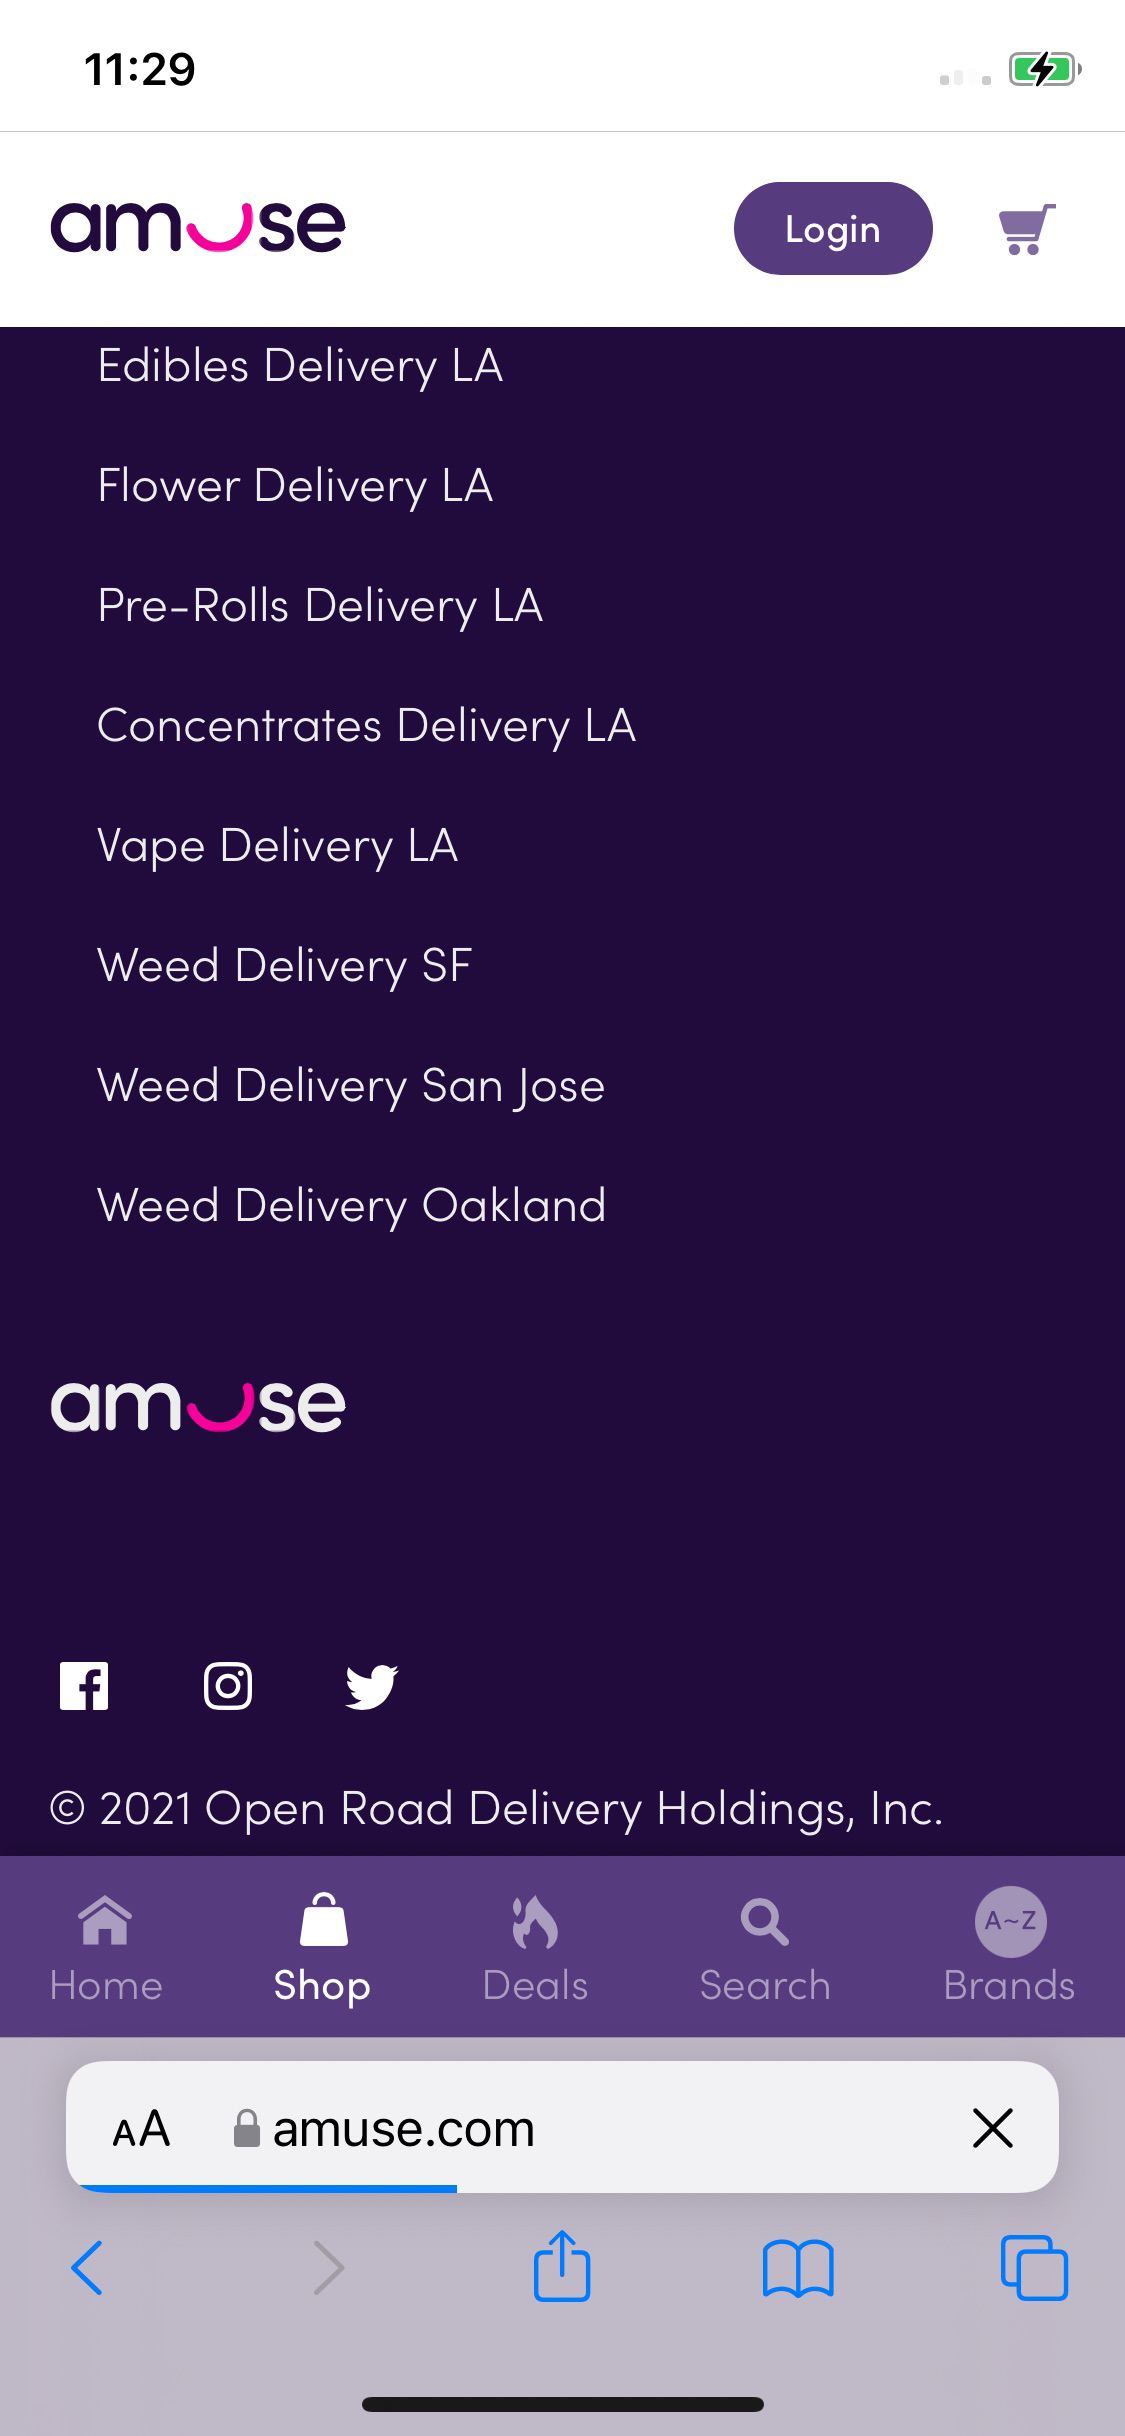 11:29
amuse
Login
Edibles Delivery LA
Flower Delivery LA
Pre-Rolls Delivery LA
Concentrates Delivery LA
Vape Delivery LA
Weed Delivery SF
Weed Delivery San Jose
Weed Delivery Oakland
amuse
© 2021 Open Road Delivery Holdings, Inc.
A~Z
Home Shop Deals Search Brands
AA amuse.com